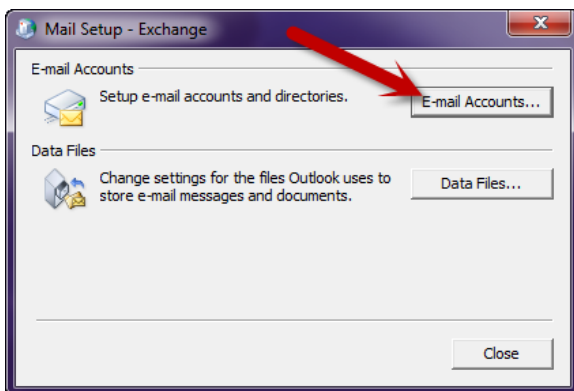 Mail Setup - Exchange
E-mail Accounts
Setup e-mail accounts and directories.
E-mail Accounts...
Data Files
Change settings for the files Outlook uses to
store e-mail messages and documents.
Data Files...
Close